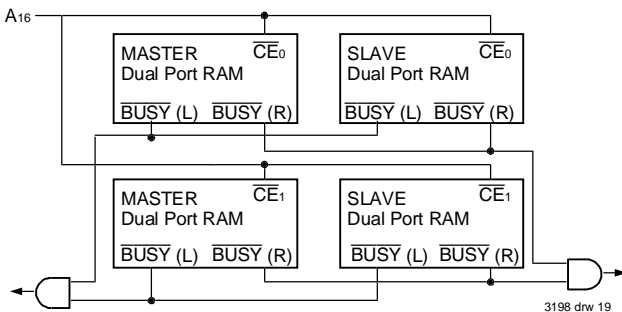 A16
MASTER CE0 SLAVE CE0
Dual Port RAM Dual Port RAM
BUSY (L) BUSY (R) BUSY (L) BUSY (R)
MASTER CE1 SLAVE CE1
Dual Port RAM Dual Port RAM
BUSY (L) BUSY (R) BUSY (L) BUSY (R)
3198 drw 19